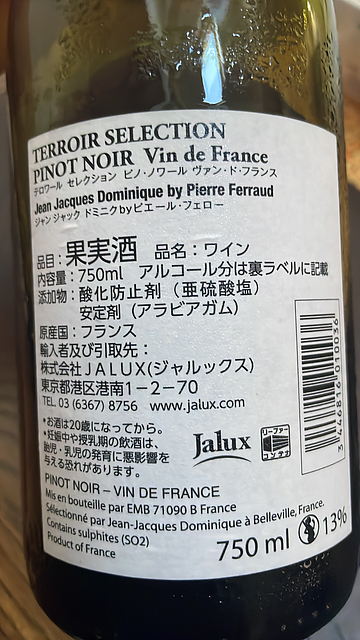 TERROIR SELECTION
PINOT NOIR Vin de France
テロワール セレクション ピノ・ノワール ヴァン・ド・フランス
Jean Jacques Dominique by Pierre Ferraud
ジャン ジャック ドミニクbyピエール・フェロー
品目：果実酒 品名：ワイン
内容量：750ml アルコール分は裏ラベルに記載
添加物：酸化防止剤（亜硫酸塩）
安定剤（アラビアガム）
原産国：フランス
輸入者及び引取先：
株式会社ＪＡＬＵＸ(ジャルックス)
東京都港区港南１−２−７０
TEL. 03 (6367) 8756 www.jalux.com
*お酒は20歳になってから。
*妊娠中や授乳期の飲酒は、
胎児・乳児の発育に悪影響を
与える恐れがあります。
Jalux
リーファー
コンテナ
3 446816 010036
PINOT NOIR – VIN DE FRANCE
Mis en bouteille par EMB 71090 B France
Sélectionné par Jean-Jacques Dominique à Belleville, France.
Contains sulphites (SO2)
Product of France
750 ml 13%